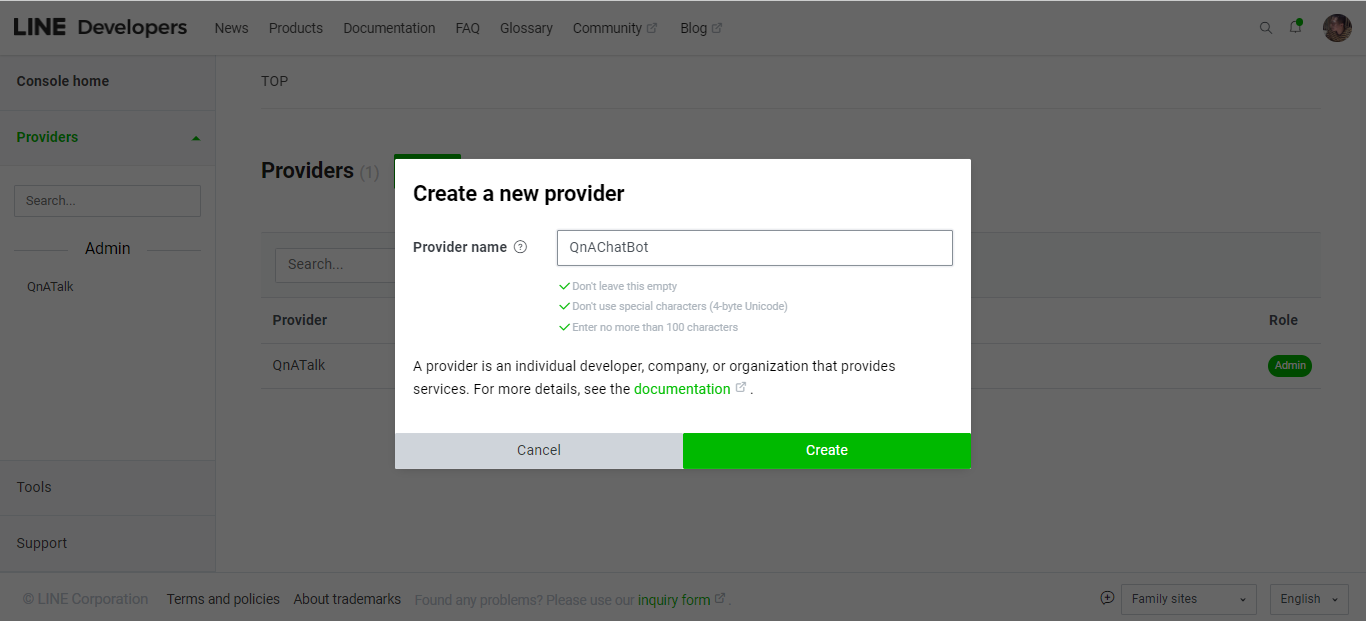 LINE Developers News Products Documentation FAQ Glossary Community Blog
Console home
TOP
Providers
Providers (1)
Search...
Admin
QnATalk
Search...
Provider Role
QnATalk Admin
Create a new provider
Provider name ? QnAChatBot
Don't leave this empty
Don't use special characters (4-byte Unicode)
Enter no more than 100 characters
A provider is an individual developer, company, or organization that provides
services. For more details, see the documentation .
Cancel Create
Tools
Support
© LINE Corporation Terms and policies About trademarks Found any problems? Please use our inquiry form . Family sites English